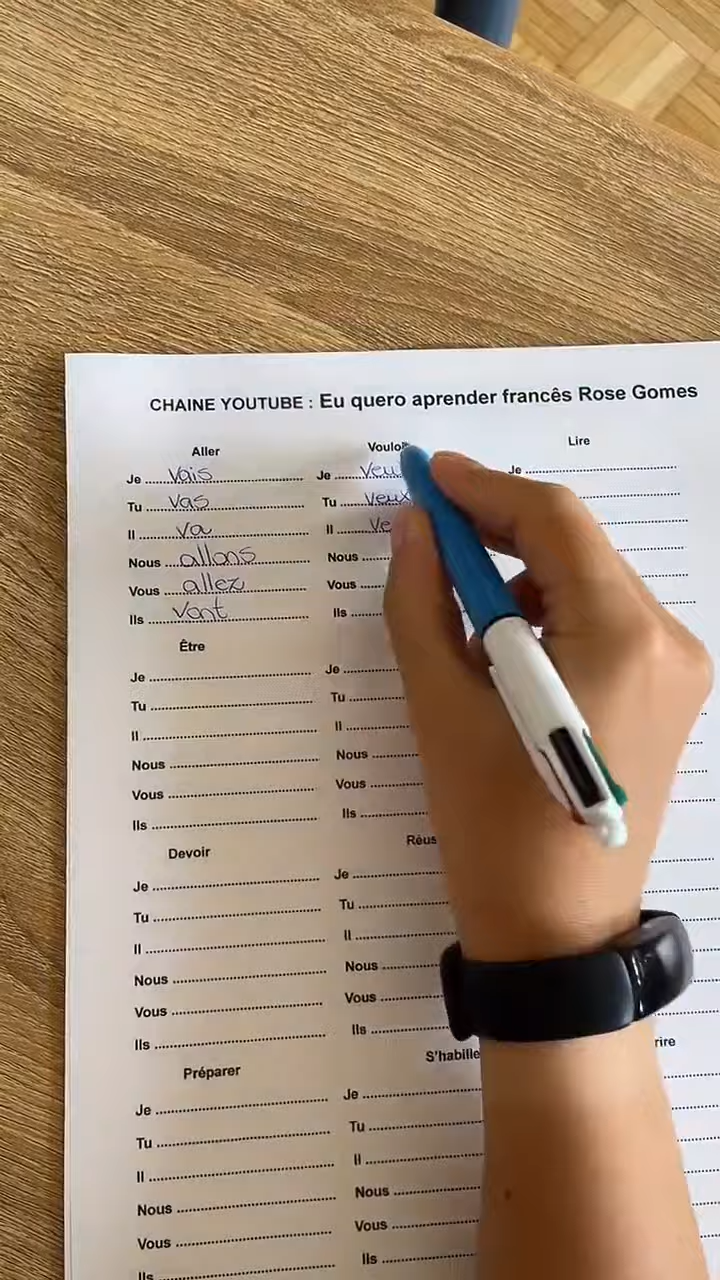 CHAINE YOUTUBE : Eu quero aprender francês Rose Gomes
Aller
Je vais
Tu vas
Il va
Nous allons
Vous allez
Ils vont
Vouloir
Je
Tu veux
Il
Nous
Vous
Ils
Lire
Je
Être
Je
Tu
Il
Nous
Vous
Ils
Je
Tu
Il
Nous
Vous
Ils
Devoir
Je
Tu
Il
Nous
Vous
Ils
Je
Tu
Il
Nous
Vous
Ils
Préparer
Je
Tu
Il
Nous
Vous
Ils
Je
Tu
Il
Nous
Vous
Ils